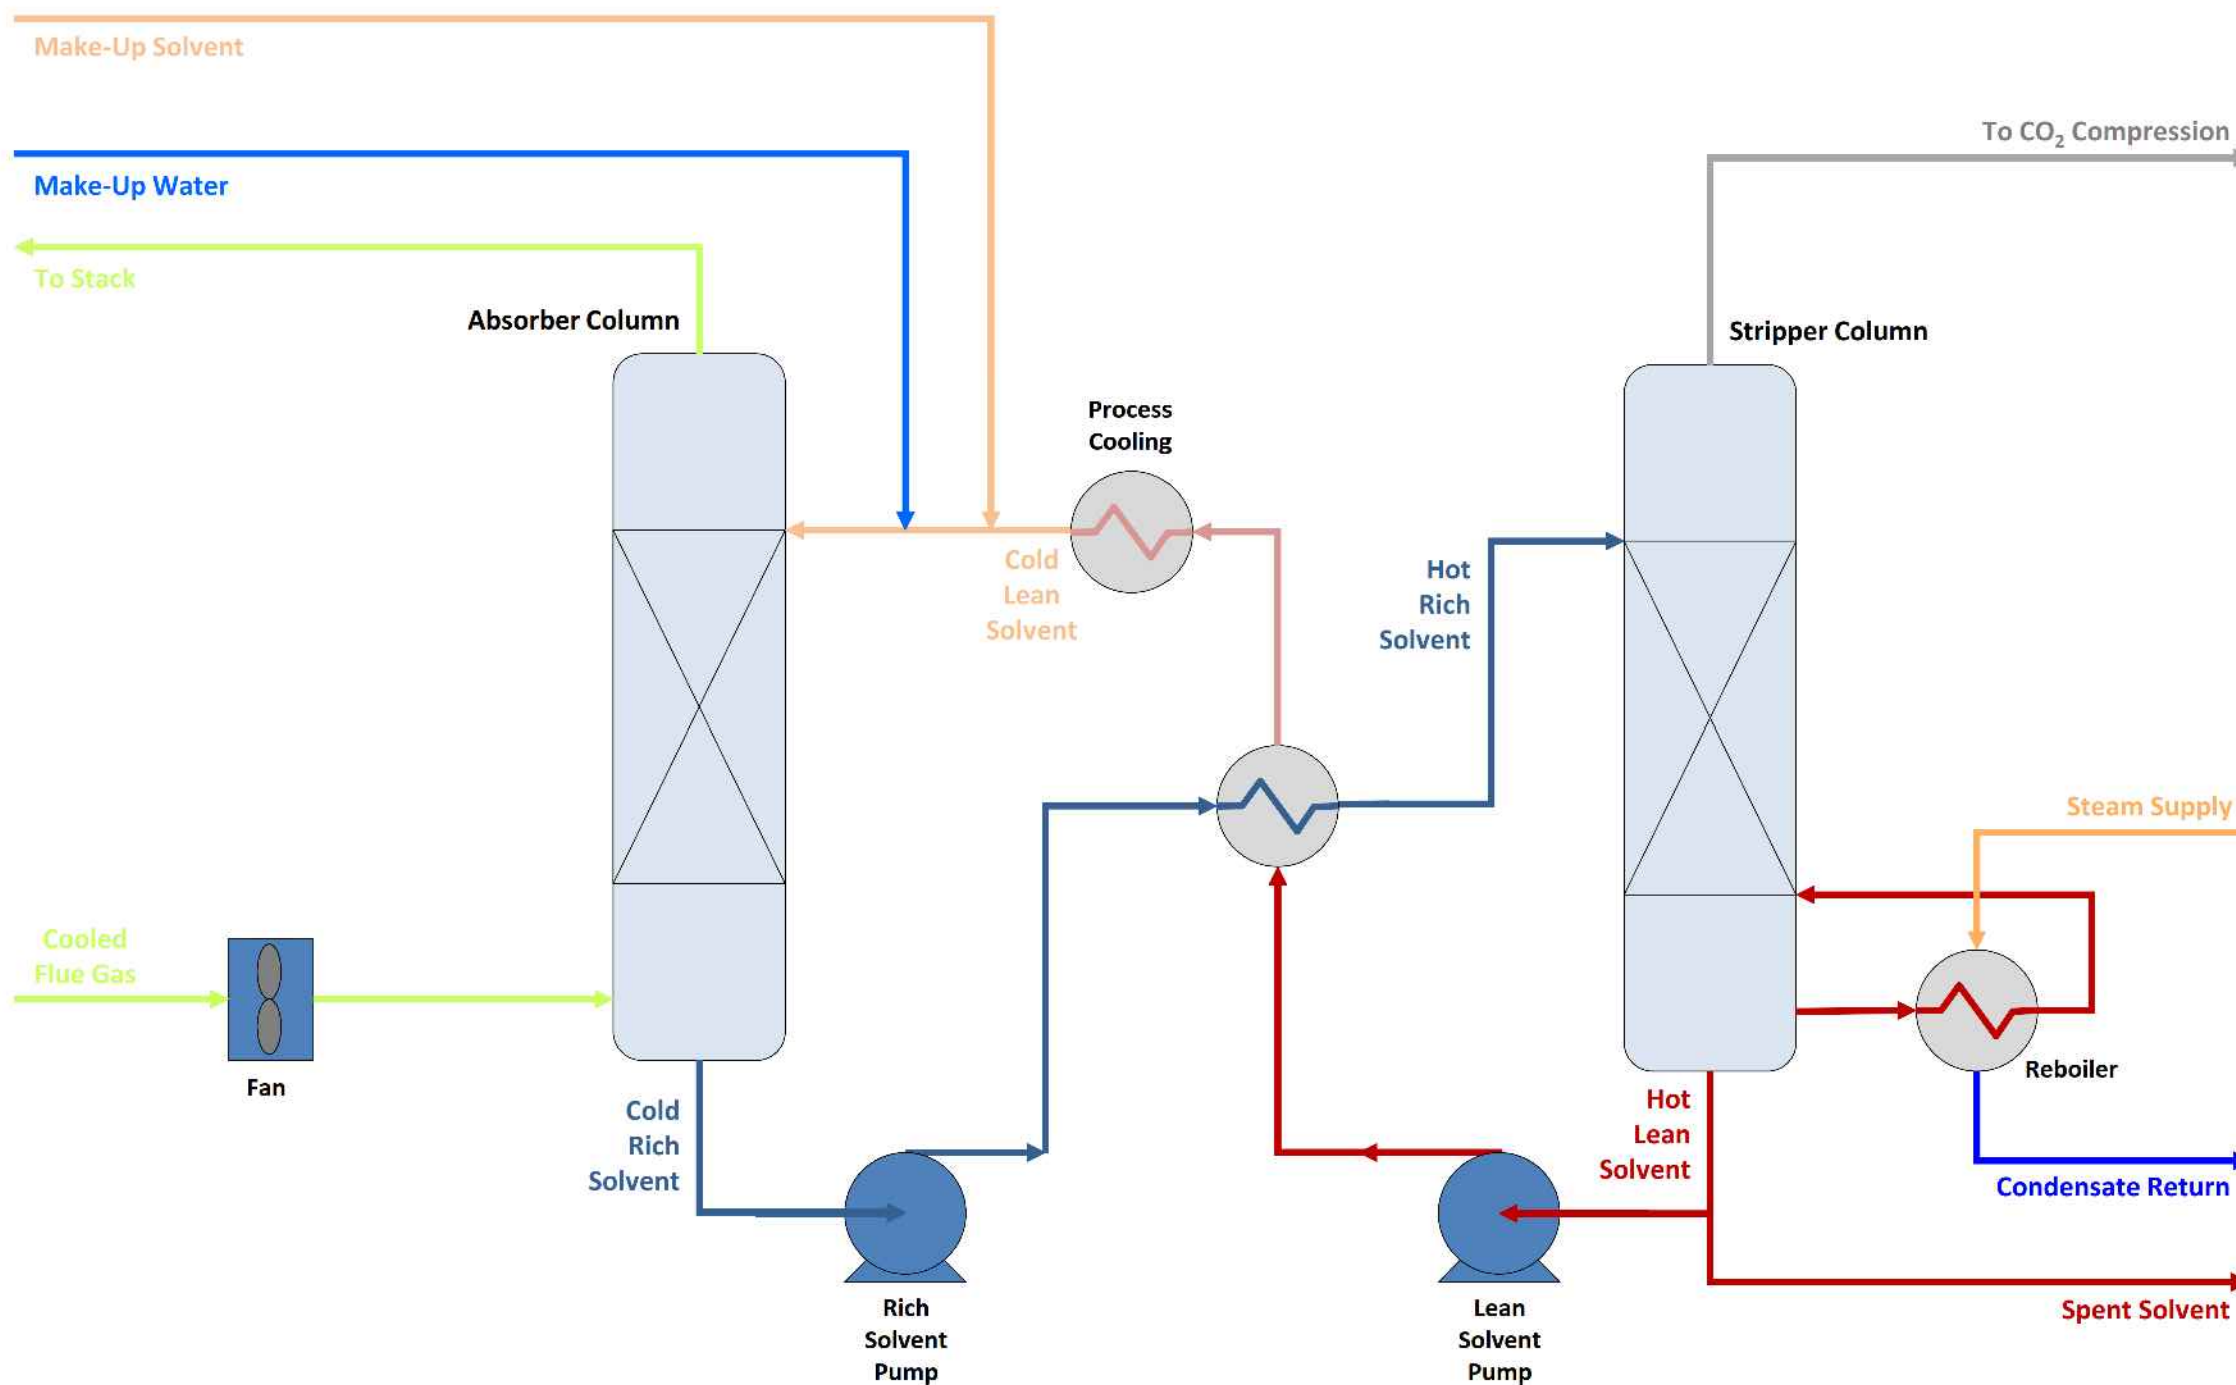 Make-Up Solvent
To CO₂ Compression
Make-Up Water
To Stack
Absorber Column
Stripper Column
Process
Cooling
Cold
Lean
Solvent
Hot
Rich
Solvent
Steam Supply
Cooled
Flue Gas
Fan
Reboiler
Cold
Rich
Solvent
Hot
Lean
Solvent
Condensate Return
Rich
Solvent
Pump
Lean
Solvent
Pump
Spent Solvent